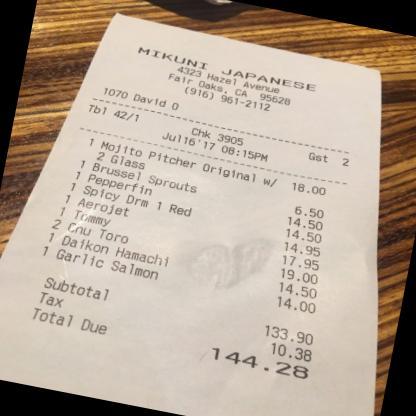 MIKUNI JAPANESE
4323 Hazel Avenue
Fair Oaks, CA 95628
(916) 961-2112
1070 David O
Tbl 42/1 Chk 3905 Gst 2
Jul16'17 08:15PM
1 Mojito Pitcher Original w/ 18.00
2 Glass
1 Brussel Sprouts 6.50
1 Pepperfin 14.50
1 Spicy Drm 1 Red 14.50
1 Aerojet 14.95
1 Tommy 17.95
2 Chu Toro 19.00
1 Daikon Hamachi 14.50
1 Garlic Salmon 14.00
Subtotal 133.90
Tax 10.38
Total Due 144.28